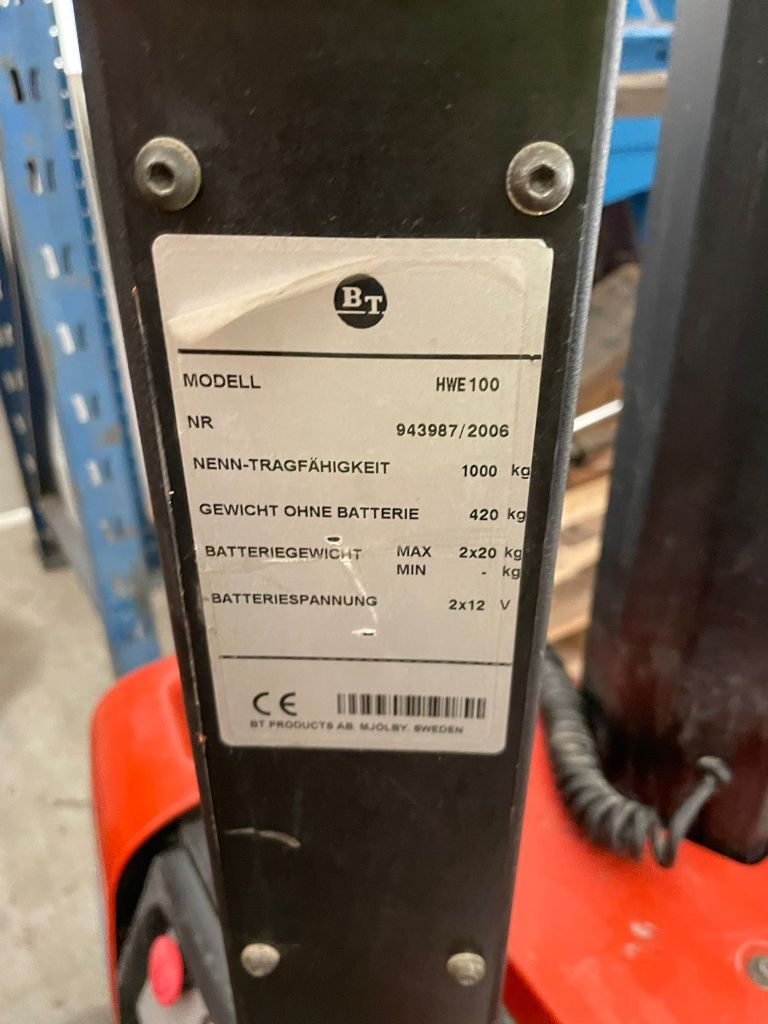 BT
MODELL HWE100
NR 943987/2006
NENN-TRAGFÄHIGKEIT 1000 kg
GEWICHT OHNE BATTERIE 420 kg
BATTERIEGEWICHT MAX 2x20 kg
MIN - kg
BATTERIESPANNUNG 2x12 V
CE
BT PRODUCTS AB. MJÖLBY. SWEDEN